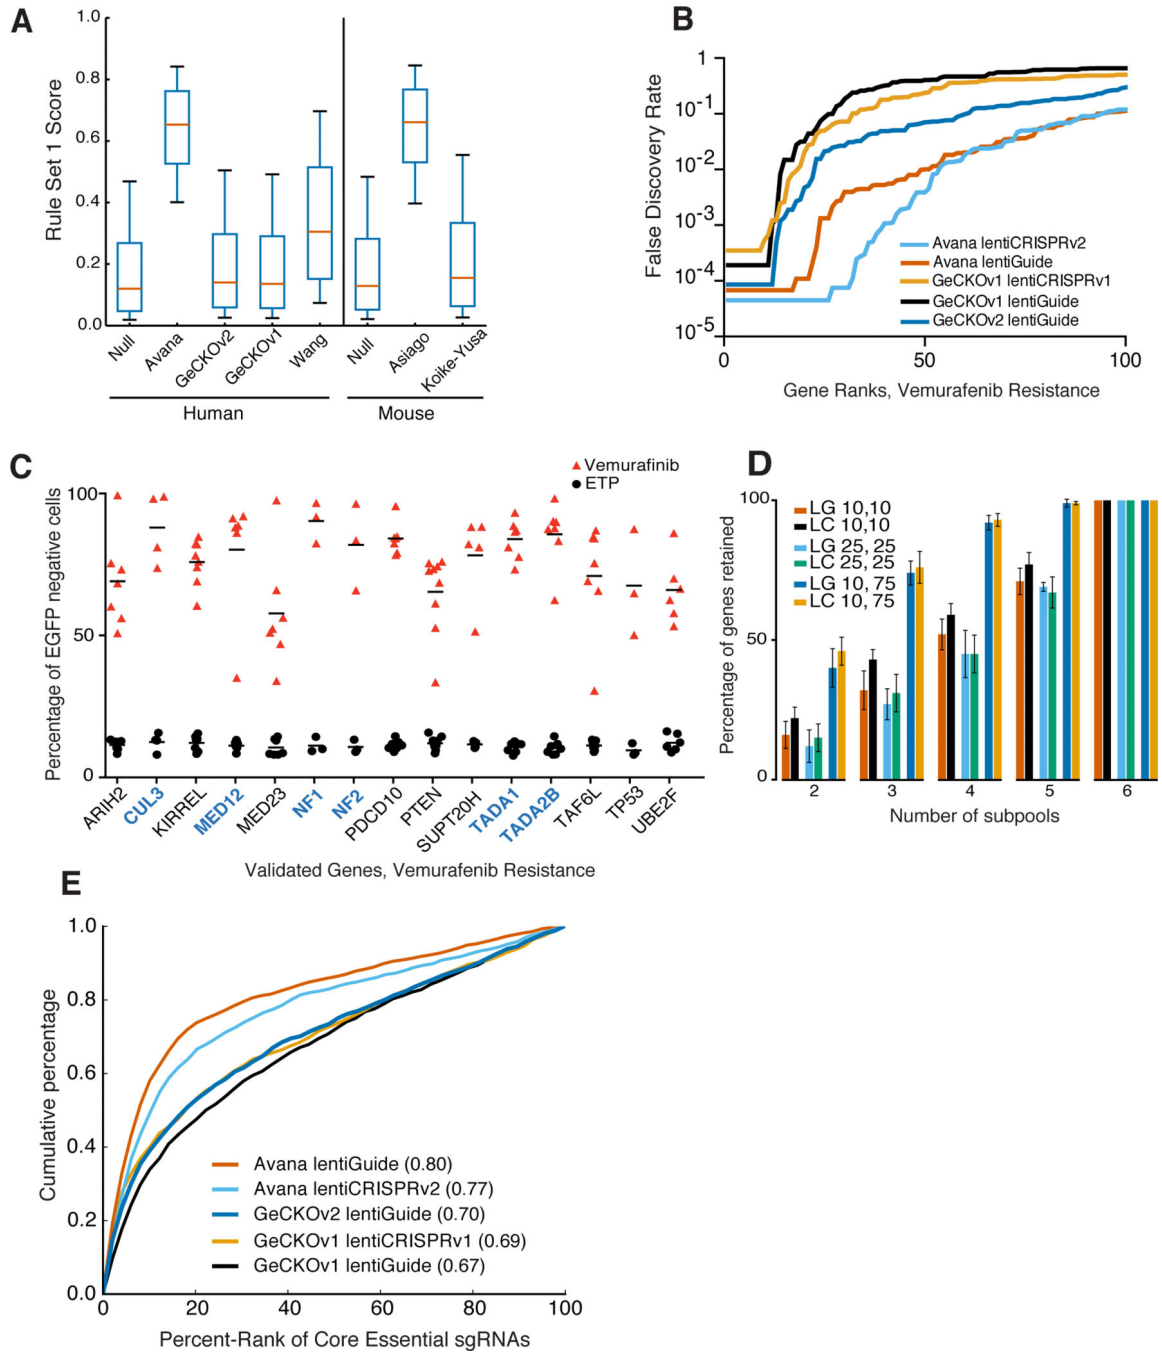 A
Rule Set 1 Score
1.0
0.8
0.6
0.4
0.2
0.0
Null
Avana
GeCKOv2
GeCKOv1
Wang
Null
Asiago
Koike-Yusa
Human
Mouse
B
False Discovery Rate
1
10-1
10-2
10-3
10-4
10-5
Avana lentiCRISPRv2
Avana lentiGuide
GeCKOv1 lentiCRISPRv1
GeCKOv1 lentiGuide
GeCKOv2 lentiGuide
0 50 100
Gene Ranks, Vemurafenib Resistance
C
Percentage of EGFP negative cells
Vemurafinib
ETP
100
50
0
ARIH2
CUL3
KIRREL
MED12
MED23
NF1
NF2
PDCD10
PTEN
SUPT20H
TADA1
TADA2B
TAF6L
TP53
UBE2F
Validated Genes, Vemurafenib Resistance
D
Percentage of genes retained
100
50
0
LG 10,10
LC 10,10
LG 25, 25
LC 25, 25
LG 10, 75
LC 10, 75
2 3 4 5 6
Number of subpools
E
Cumulative percentage
1.0
0.8
0.6
0.4
0.2
0.0
Avana lentiGuide (0.80)
Avana lentiCRISPRv2 (0.77)
GeCKOv2 lentiGuide (0.70)
GeCKOv1 lentiCRISPRv1 (0.69)
GeCKOv1 lentiGuide (0.67)
0 20 40 60 80 100
Percent-Rank of Core Essential sgRNAs